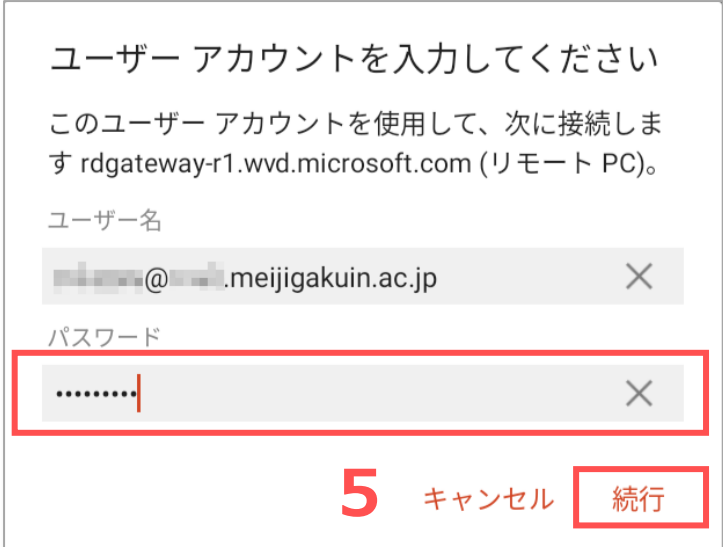 ユーザー アカウントを入力してください
このユーザー アカウントを使用して、次に接続しま
す rdgateway-r1.wvd.microsoft.com (リモート PC)。
ユーザー名
@ .meijigakuin.ac.jp
パスワード
•••••••••
5 キャンセル 続行